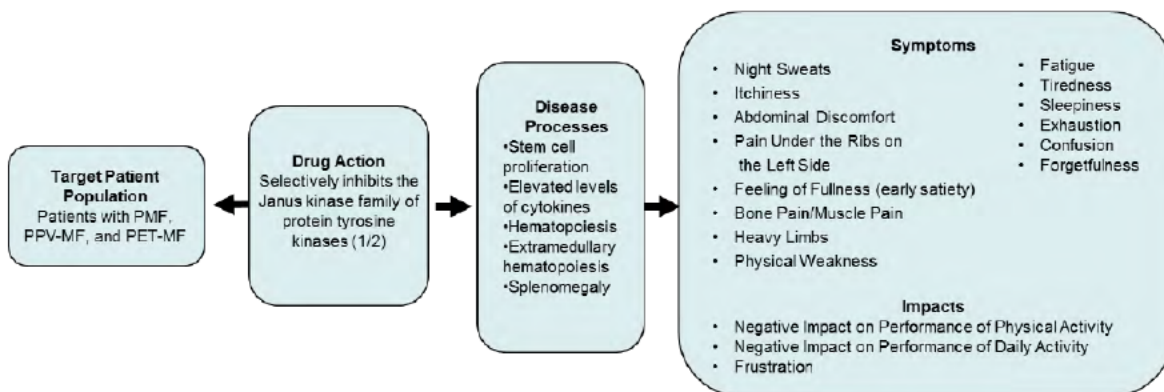 Target Patient
Population
Patients with PMF,
PPV-MF, and PET-MF
Drug Action
Selectively inhibits the
Janus kinase family of
protein tyrosine
kinases (1/2)
Disease
Processes
•Stem cell
proliferation
•Elevated levels
of cytokines
•Hematopoiesis
•Extramedullary
hematopoiesis
•Splenomegaly
Symptoms
• Night Sweats
• Itchiness
• Abdominal Discomfort
• Pain Under the Ribs on
the Left Side
• Feeling of Fullness (early satiety)
• Bone Pain/Muscle Pain
• Heavy Limbs
• Physical Weakness
• Fatigue
• Tiredness
• Sleepiness
• Exhaustion
• Confusion
• Forgetfulness
Impacts
• Negative Impact on Performance of Physical Activity
• Negative Impact on Performance of Daily Activity
• Frustration